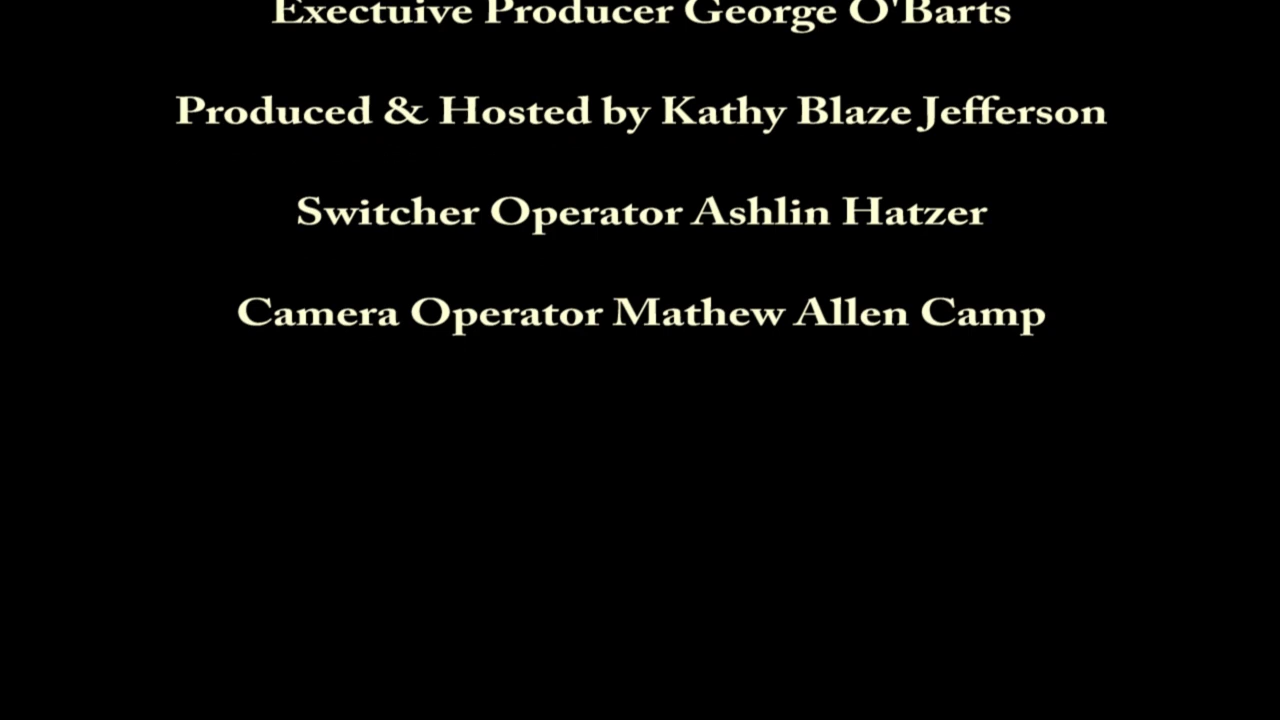 Exectuive Producer George O'Barts
Produced & Hosted by Kathy Blaze Jefferson
Switcher Operator Ashlin Hatzer
Camera Operator Mathew Allen Camp